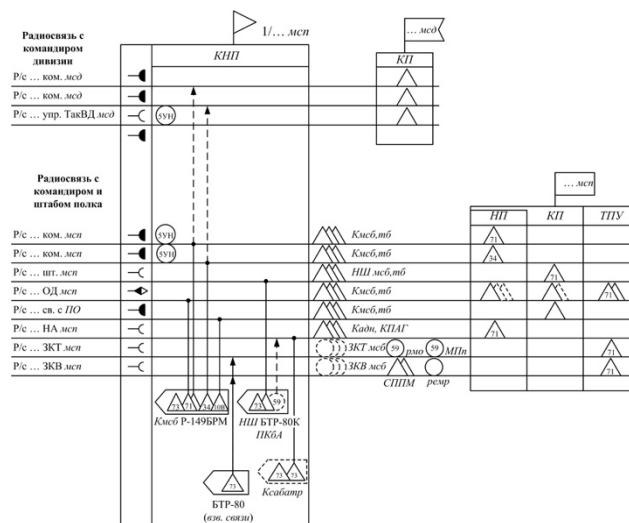 Радиосвязь с
командиром
дивизии
1/… мсп
… мсд
КНП
КП
Р/с … ком. мсд
Р/с … ком. мсд
Р/с … упр. ТакВД мсд
5УН
Радиосвязь с
командиром и
штабом полка
… мсп
НП
КП
ТПУ
Р/с … ком. мсп
5УН
Кмсб,тб
71
Р/с … ком. мсп
5УН
Кмсб,тб
34
Р/с … шт. мсп
НШ мсб,тб
71
Р/с … ОД мсп
Кмсб,тб
71
Р/с … св. с ПО
Кмсб,тб
Р/с … НА мсп
Кадн, КПАГ
71
Р/с … ЗКТ мсп
ЗКТ мсб
59
рмо
59
МПп
71
Р/с … ЗКВ мсп
ЗКВ мсб
СППМ
ремр
71
73
71
34
10В
73
59
Кмсб Р-149БРМ
НШ БТР-80К
ПКбА
73
73
73
БТР-80
(взв. связи)
Ксабатр